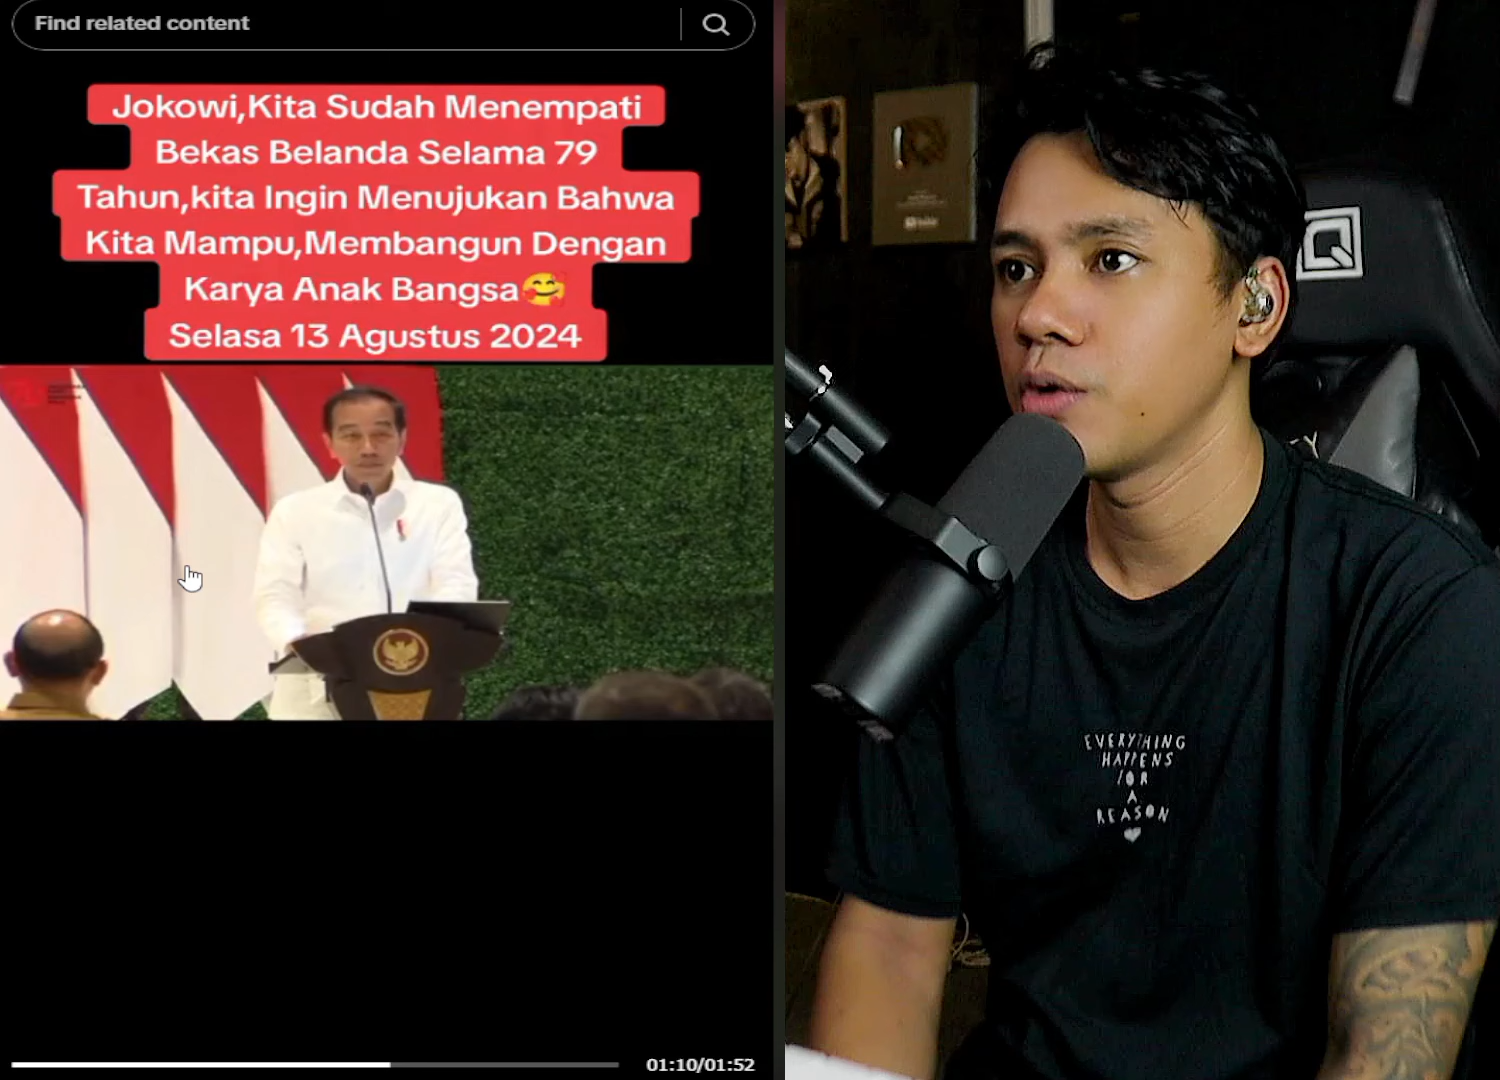 Find related content
Jokowi,Kita Sudah Menempati
Bekas Belanda Selama 79
Tahun,kita Ingin Menujukan Bahwa
Kita Mampu,Membangun Dengan
Karya Anak Bangsa🥰
Selasa 13 Agustus 2024
01:10/01:52
EVERYTHING
HAPPENS
FOR
A
REASON